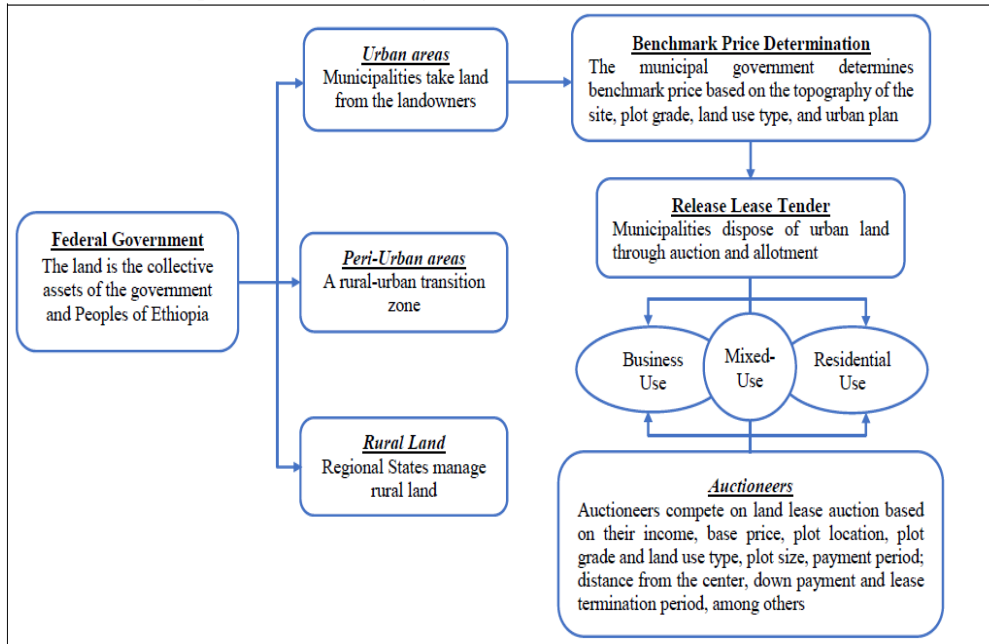 Federal Government
The land is the collective
assets of the government
and Peoples of Ethiopia
Urban areas
Municipalities take land
from the landowners
Peri-Urban areas
A rural-urban transition
zone
Rural Land
Regional States manage
rural land
Benchmark Price Determination
The municipal government determines
benchmark price based on the topography of the
site, plot grade, land use type, and urban plan
Release Lease Tender
Municipalities dispose of urban land
through auction and allotment
Business
Use
Mixed-
Use
Residential
Use
Auctioneers
Auctioneers compete on land lease auction based
on their income, base price, plot location, plot
grade and land use type, plot size, payment period;
distance from the center, down payment and lease
termination period, among others